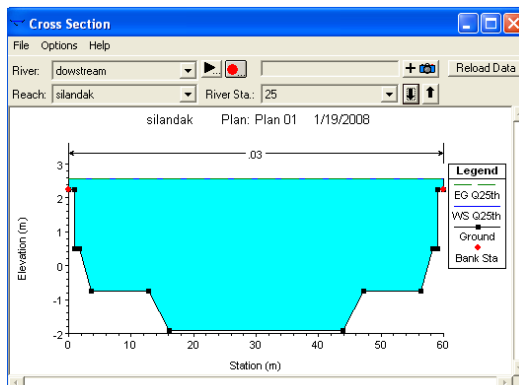 Cross Section
File Options Help
River: dowstream
Reload Data
Reach: silandak River Sta.: 25
silandak Plan: Plan 01 1/19/2008
.03
Legend
EG Q25th
WS Q25th
Ground
Bank Sta
3
2
1
0
-1
-2
Elevation (m)
0 10 20 30 40 50 60
Station (m)